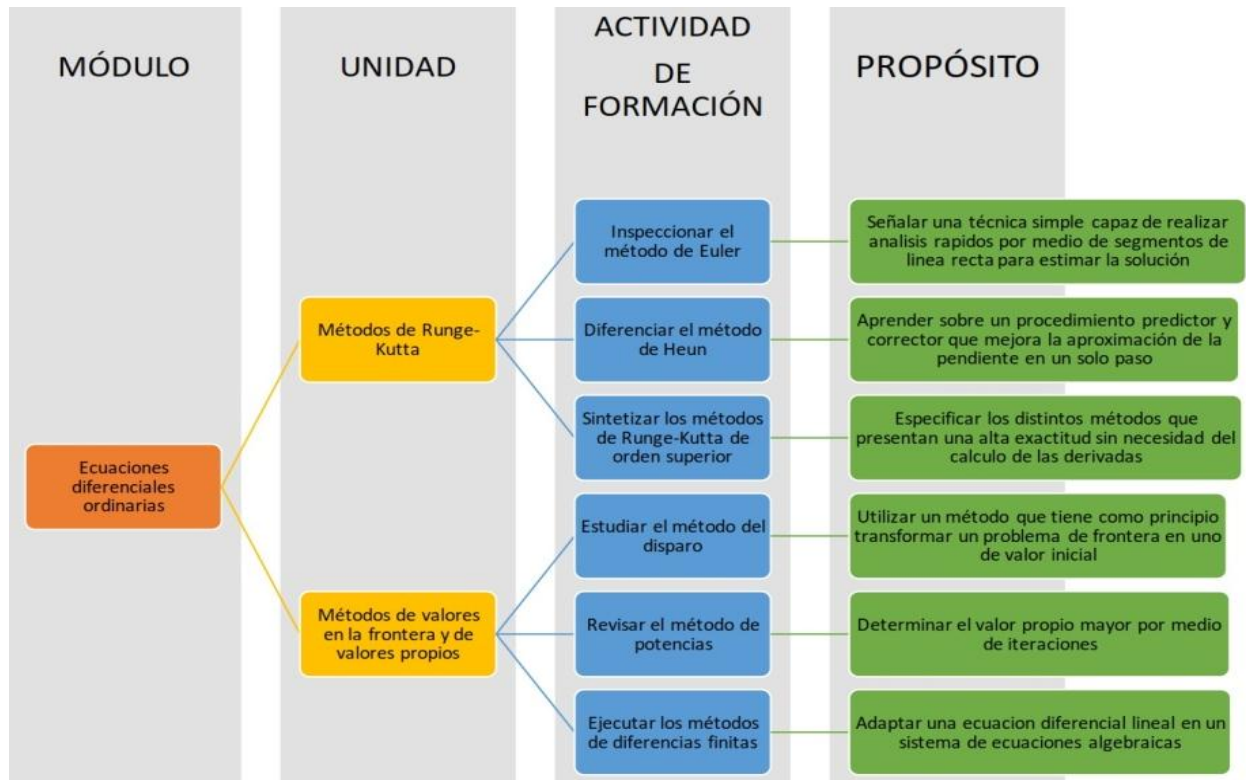 MÓDULO
UNIDAD
ACTIVIDAD
DE
FORMACIÓN
PROPÓSITO
Ecuaciones
diferenciales
ordinarias
Métodos de Runge-
Kutta
Métodos de valores
en la frontera y de
valores propios
Inspeccionar el
método de Euler
Señalar una técnica simple capaz de realizar
analisis rapidos por medio de segmentos de
linea recta para estimar la solución
Diferenciar el método
de Heun
Aprender sobre un procedimiento predictor y
corrector que mejora la aproximación de la
pendiente en un solo paso
Sintetizar los métodos
de Runge-Kutta de
orden superior
Especificar los distintos métodos que
presentan una alta exactitud sin necesidad del
calculo de las derivadas
Estudiar el método del
disparo
Utilizar un método que tiene como principio
transformar un problema de frontera en uno
de valor inicial
Revisar el método de
potencias
Determinar el valor propio mayor por medio
de iteraciones
Ejecutar los métodos
de diferencias finitas
Adaptar una ecuacion diferencial lineal en un
sistema de ecuaciones algebraicas